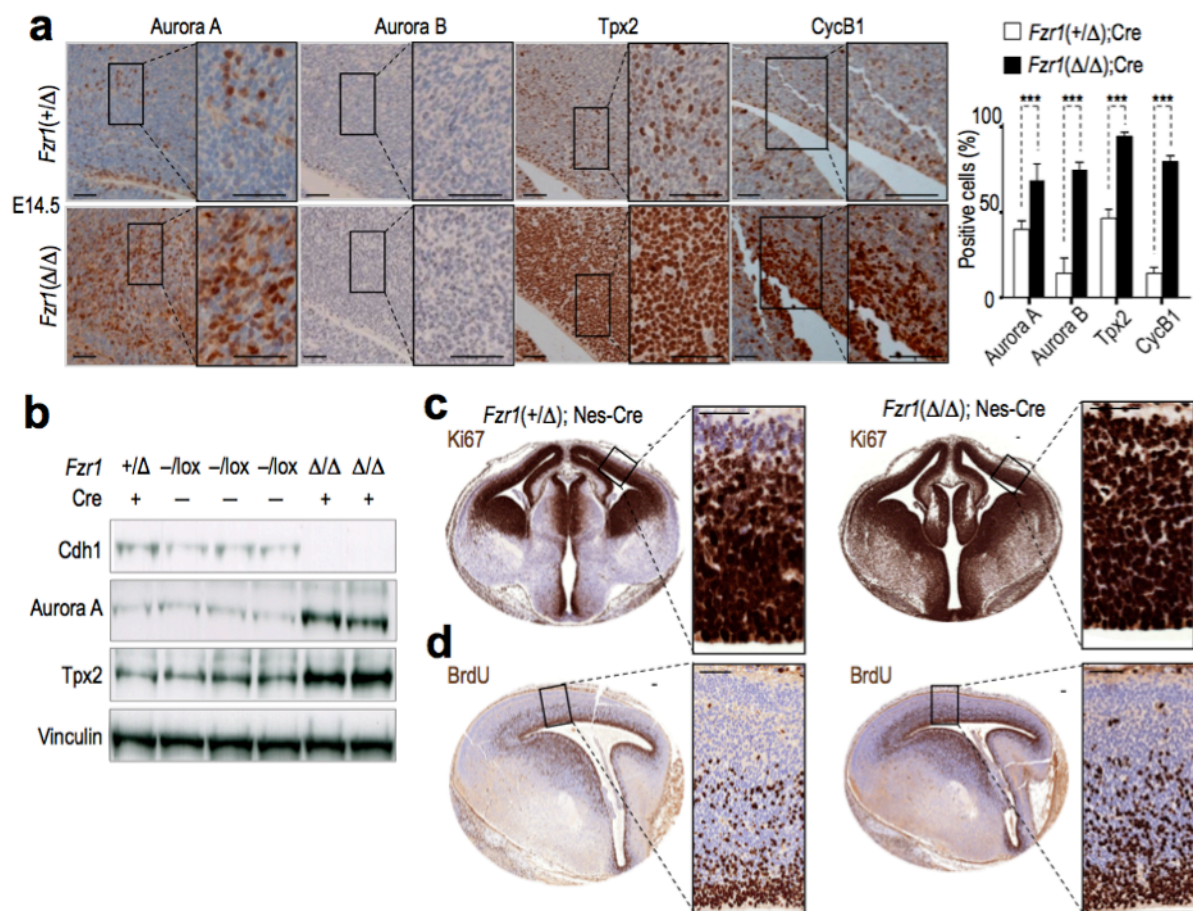 a
Aurora A
Aurora B
Tpx2
CycB1
Fzr1(+/Δ)
E14.5
Fzr1(Δ/Δ)
Fzr1(+/Δ);Cre
Fzr1(Δ/Δ);Cre
*** *** *** ***
Positive cells (%)
100
50
0
Aurora A
Aurora B
Tpx2
CycB1
b
Fzr1 +/Δ –/lox –/lox –/lox Δ/Δ Δ/Δ
Cre + – – – + +
Cdh1
Aurora A
Tpx2
Vinculin
c
Fzr1(+/Δ); Nes-Cre
Ki67
Fzr1(Δ/Δ); Nes-Cre
Ki67
d
BrdU
BrdU